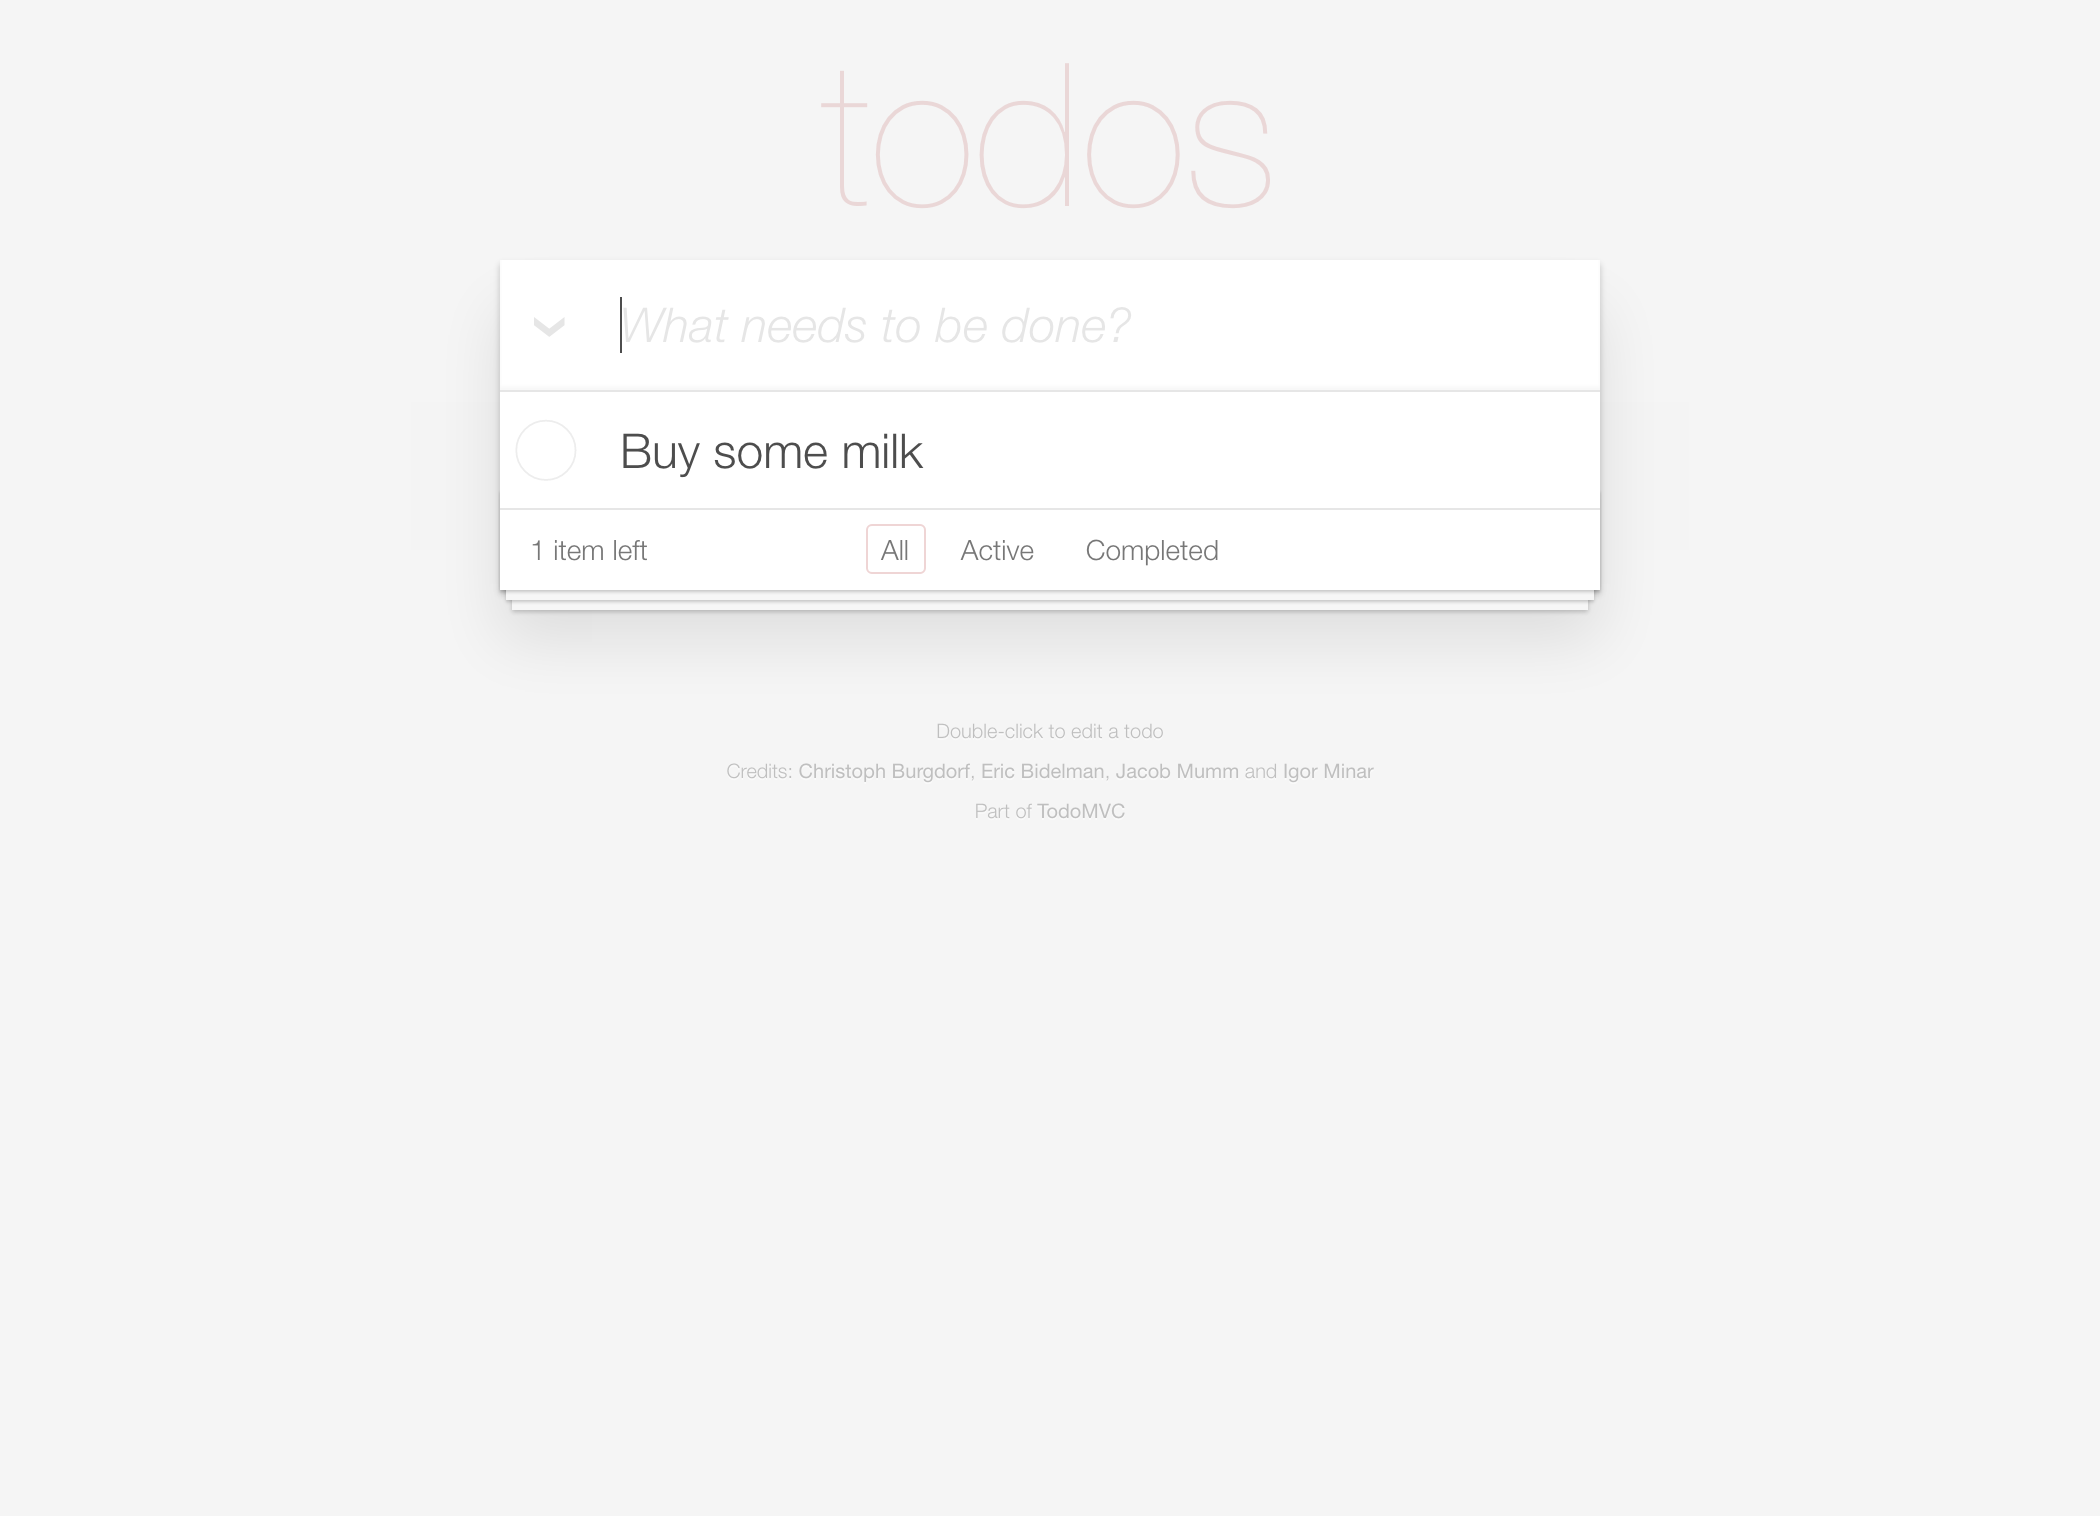 todos
What needs to be done?
Buy some milk
1 item left All Active Completed
Double-click to edit a todo
Credits: Christoph Burgdorf, Eric Bidelman, Jacob Mumm and Igor Minar
Part of TodoMVC